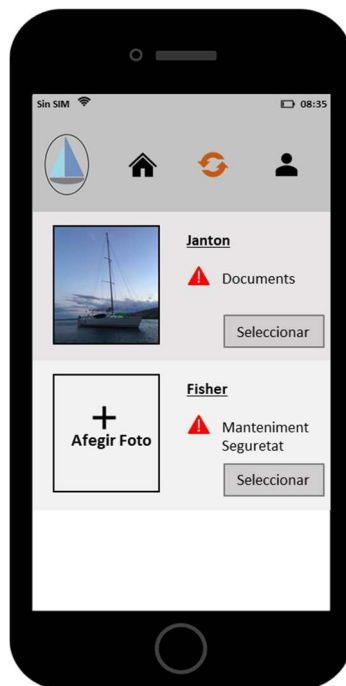 Sin SIM 08:35
Janton
Documents
Seleccionar
Fisher
+
Afegir Foto
Manteniment
Seguretat
Seleccionar